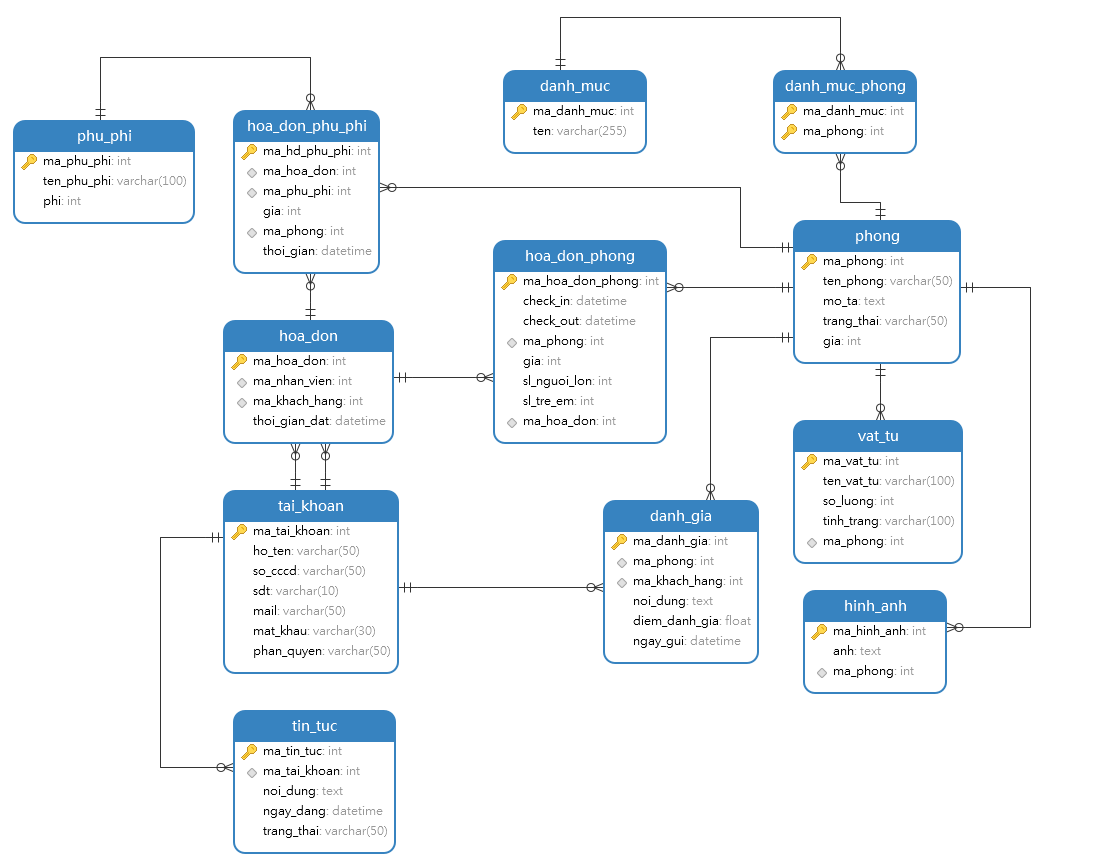 phu_phi
ma_phu_phi: int
ten_phu_phi: varchar(100)
phi: int
hoa_don_phu_phi
ma_hd_phu_phi: int
ma_hoa_don: int
ma_phu_phi: int
gia: int
ma_phong: int
thoi_gian: datetime
danh_muc
ma_danh_muc: int
ten: varchar(255)
danh_muc_phong
ma_danh_muc: int
ma_phong: int
phong
ma_phong: int
ten_phong: varchar(50)
mo_ta: text
trang_thai: varchar(50)
gia: int
hoa_don_phong
ma_hoa_don_phong: int
check_in: datetime
check_out: datetime
ma_phong: int
gia: int
sl_nguoi_lon: int
sl_tre_em: int
ma_hoa_don: int
hoa_don
ma_hoa_don: int
ma_nhan_vien: int
ma_khach_hang: int
thoi_gian_dat: datetime
vat_tu
ma_vat_tu: int
ten_vat_tu: varchar(100)
so_luong: int
tinh_trang: varchar(100)
ma_phong: int
tai_khoan
ma_tai_khoan: int
ho_ten: varchar(50)
so_cccd: varchar(50)
sdt: varchar(10)
mail: varchar(50)
mat_khau: varchar(30)
phan_quyen: varchar(50)
danh_gia
ma_danh_gia: int
ma_phong: int
ma_khach_hang: int
noi_dung: text
diem_danh_gia: float
ngay_gui: datetime
hinh_anh
ma_hinh_anh: int
anh: text
ma_phong: int
tin_tuc
ma_tin_tuc: int
ma_tai_khoan: int
noi_dung: text
ngay_dang: datetime
trang_thai: varchar(50)